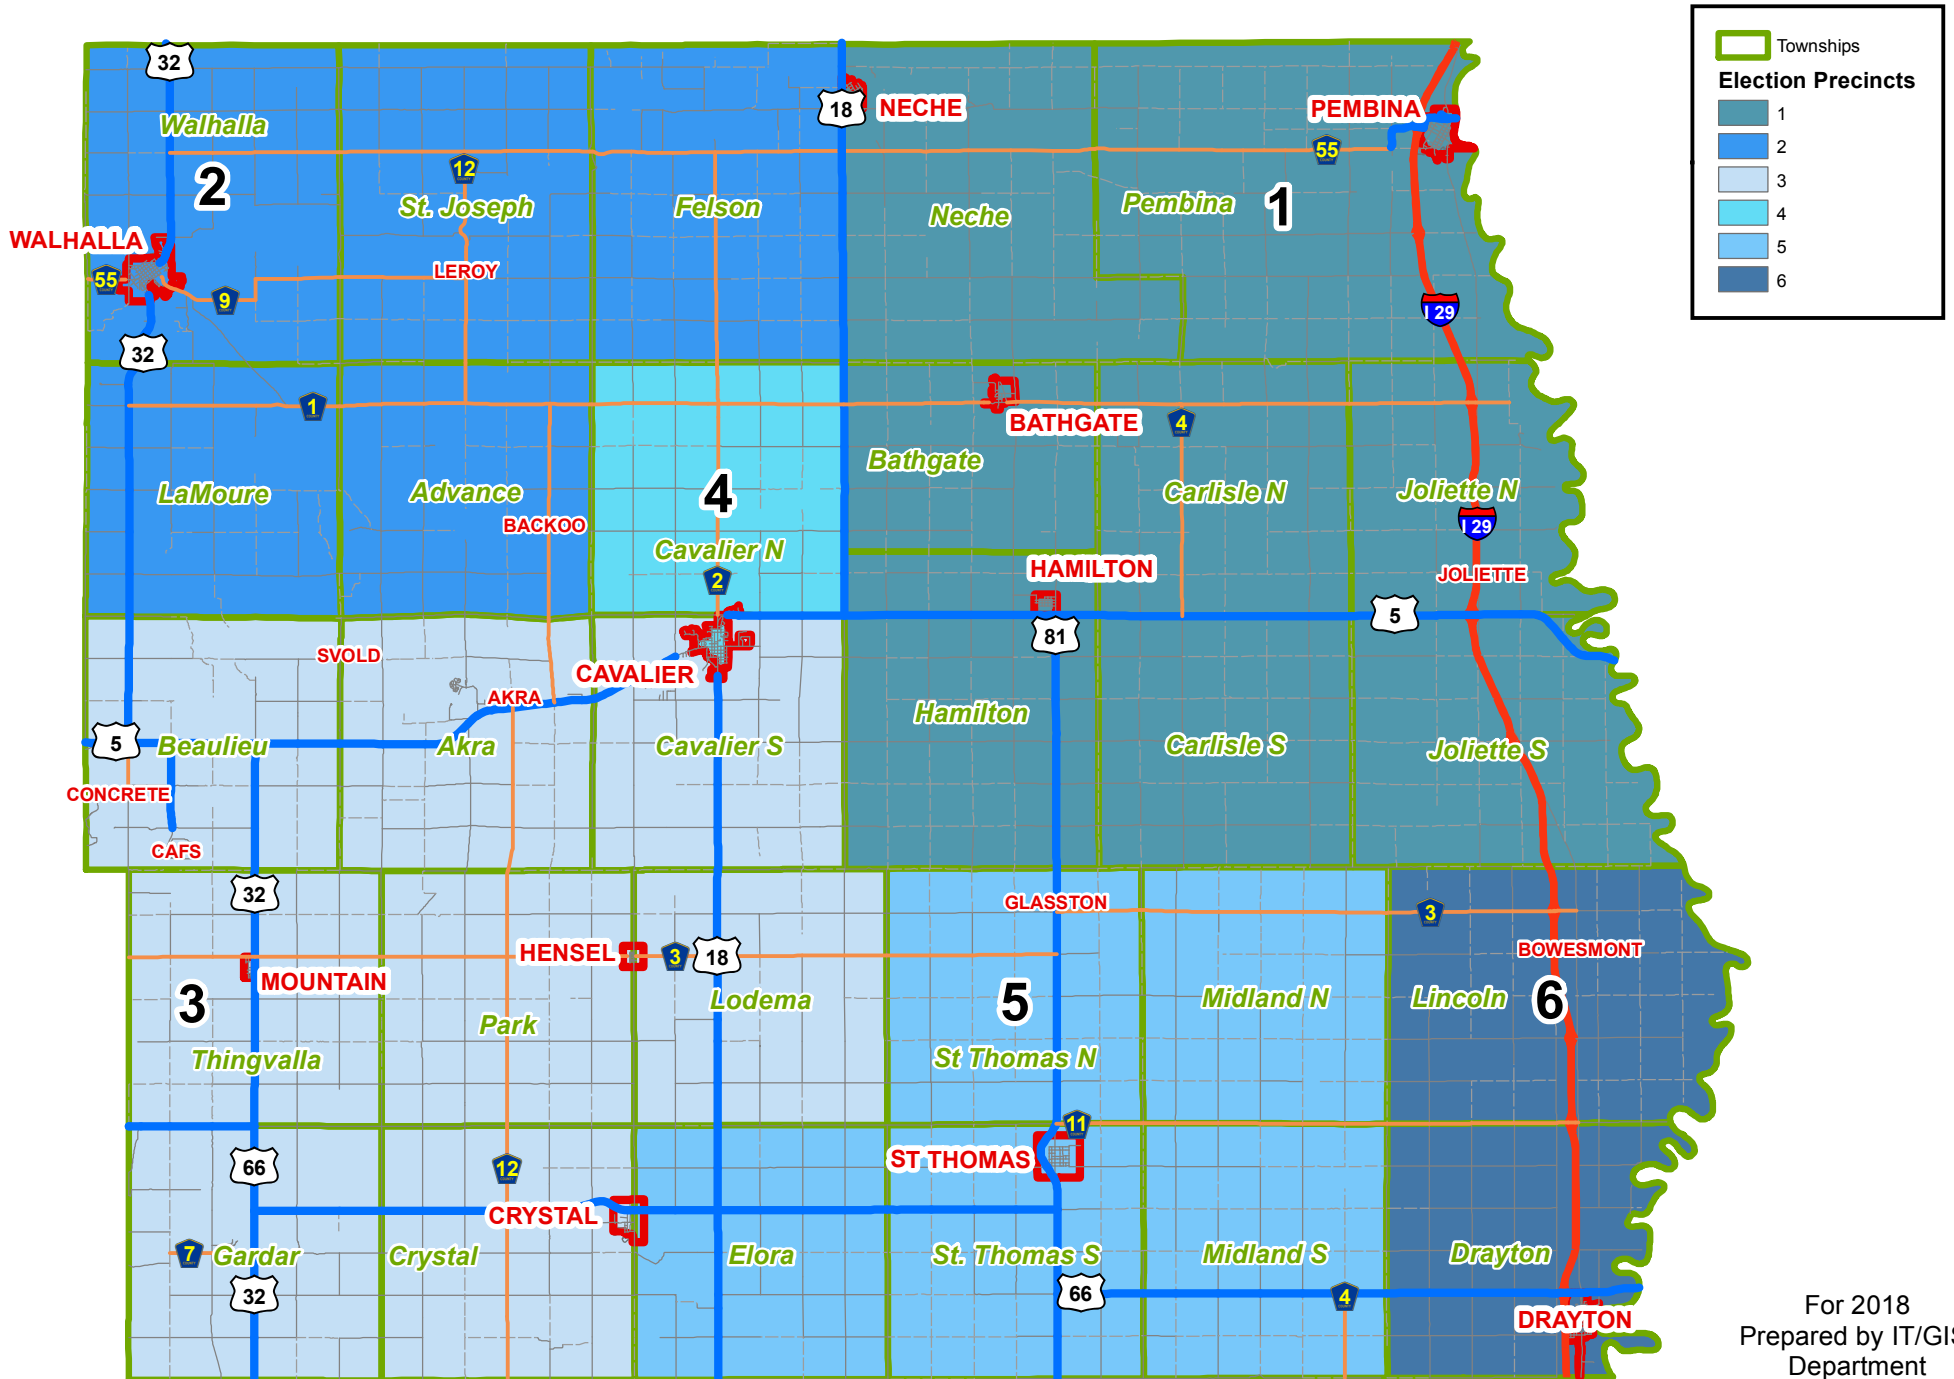 Townships
Election Precincts
1
2
3
4
5
6
32
Walhalla
2
12
St. Joseph
Felson
18
NECHE
Neche
PEMBINA
55
Pembina
1
WALHALLA
55
9
LEROY
32
I 29
1
LaMoure
Advance
BACKOO
4
Cavalier N
2
BATHGATE
Bathgate
4
Carlisle N
Joliette N
I 29
HAMILTON
JOLIETTE
81
5
SVOLD
CAVALIER
AKRA
5
Beaulieu
Akra
Cavalier S
Hamilton
Carlisle S
Joliette S
CONCRETE
CAFS
32
GLASSTON
3
HENSEL
3
18
BOWESMONT
MOUNTAIN
3
Lodema
5
Midland N
Lincoln
6
Park
Thingvalla
St Thomas N
11
66
12
ST THOMAS
CRYSTAL
7
Gardar
Crystal
Elora
St. Thomas S
Midland S
Drayton
32
66
4
DRAYTON
For 2018
Prepared by IT/GIS
Department